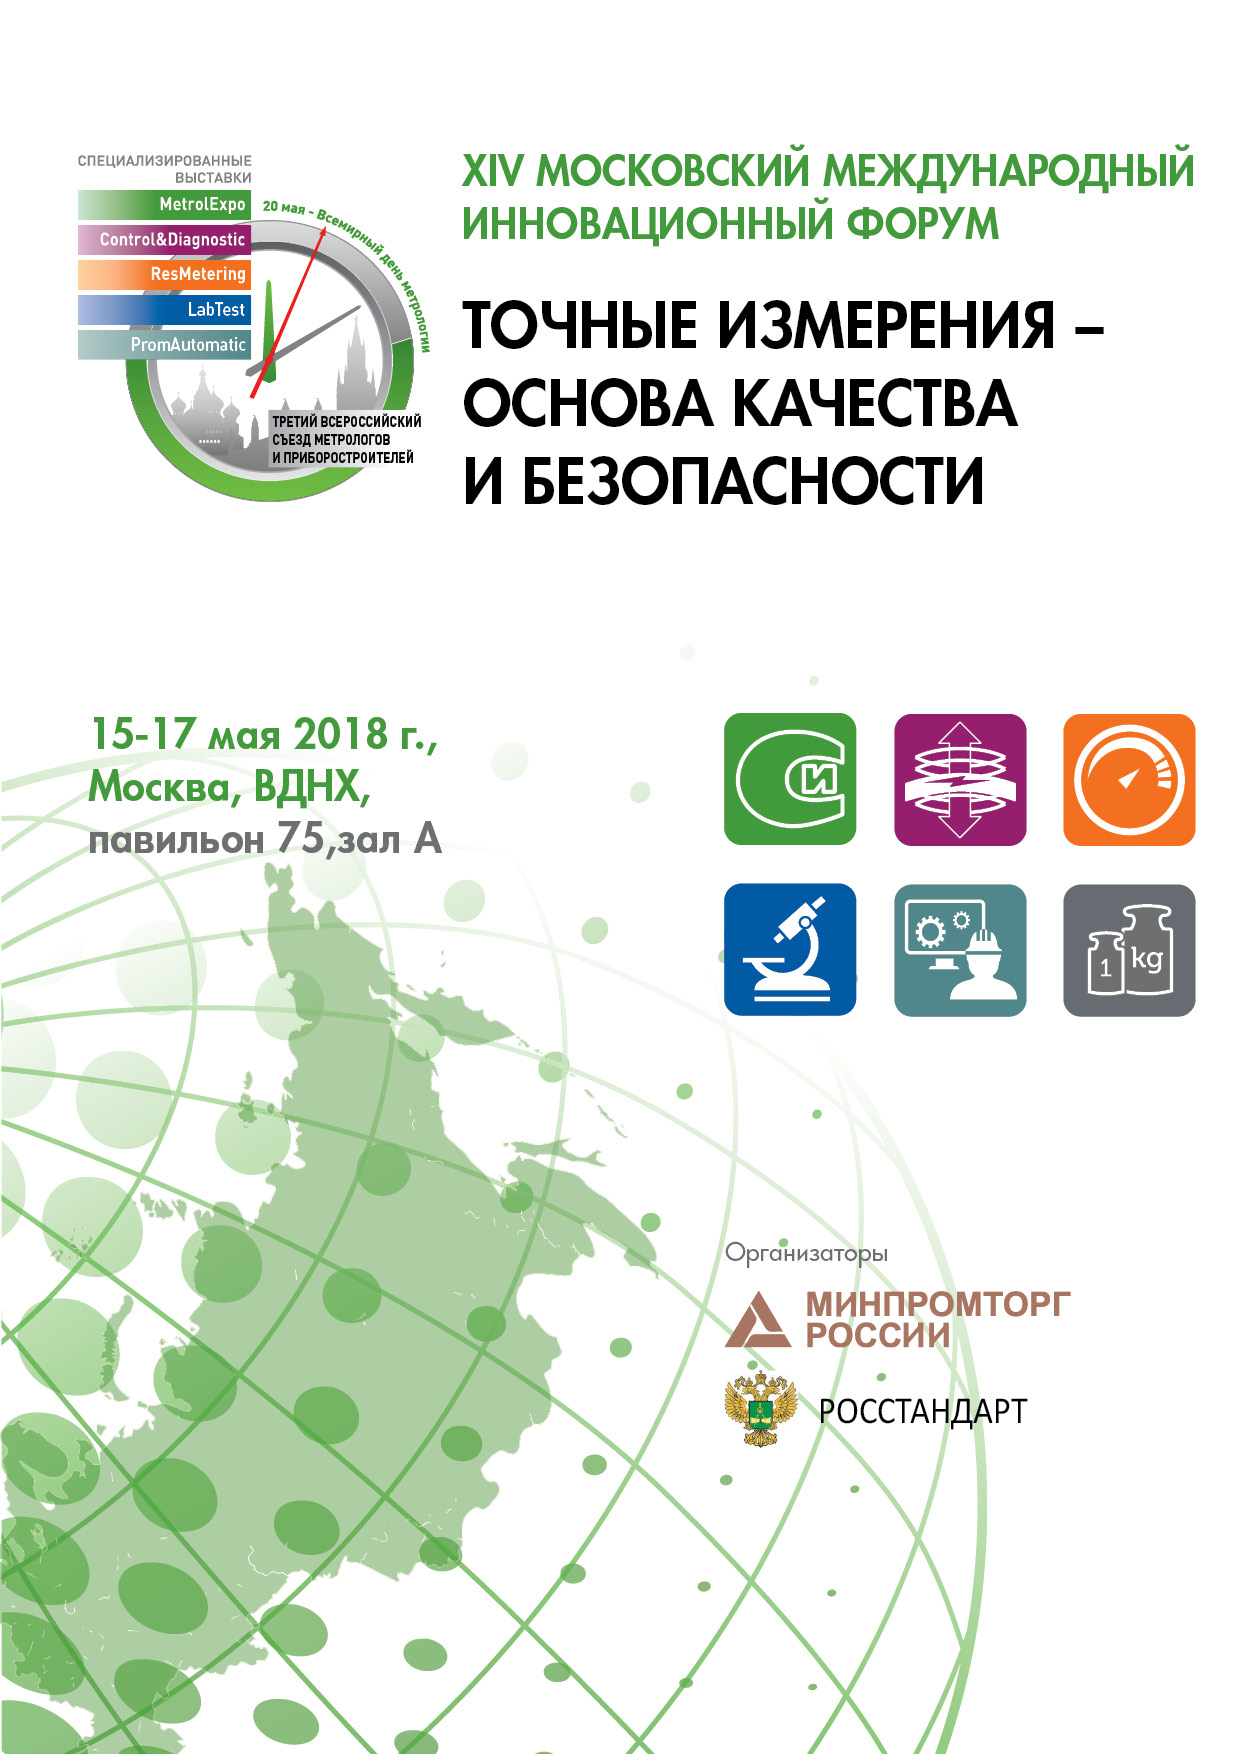 СПЕЦИАЛИЗИРОВАННЫЕ
ВЫСТАВКИ
MetrolExpo
Control&Diagnostic
ResMetering
LabTest
PromAutomatic
20 мая - Всемирный день метрологии
ТРЕТИЙ ВСЕРОССИЙСКИЙ
СЪЕЗД МЕТРОЛОГОВ
И ПРИБОРОСТРОИТЕЛЕЙ
XIV МОСКОВСКИЙ МЕЖДУНАРОДНЫЙ
ИННОВАЦИОННЫЙ ФОРУМ
ТОЧНЫЕ ИЗМЕРЕНИЯ –
ОСНОВА КАЧЕСТВА
И БЕЗОПАСНОСТИ
15-17 мая 2018 г.,
Москва, ВДНХ,
павильон 75,зал А
Си
1 kg
Организаторы
МИНПРОМТОРГ
РОССИИ
РОССТАНДАРТ